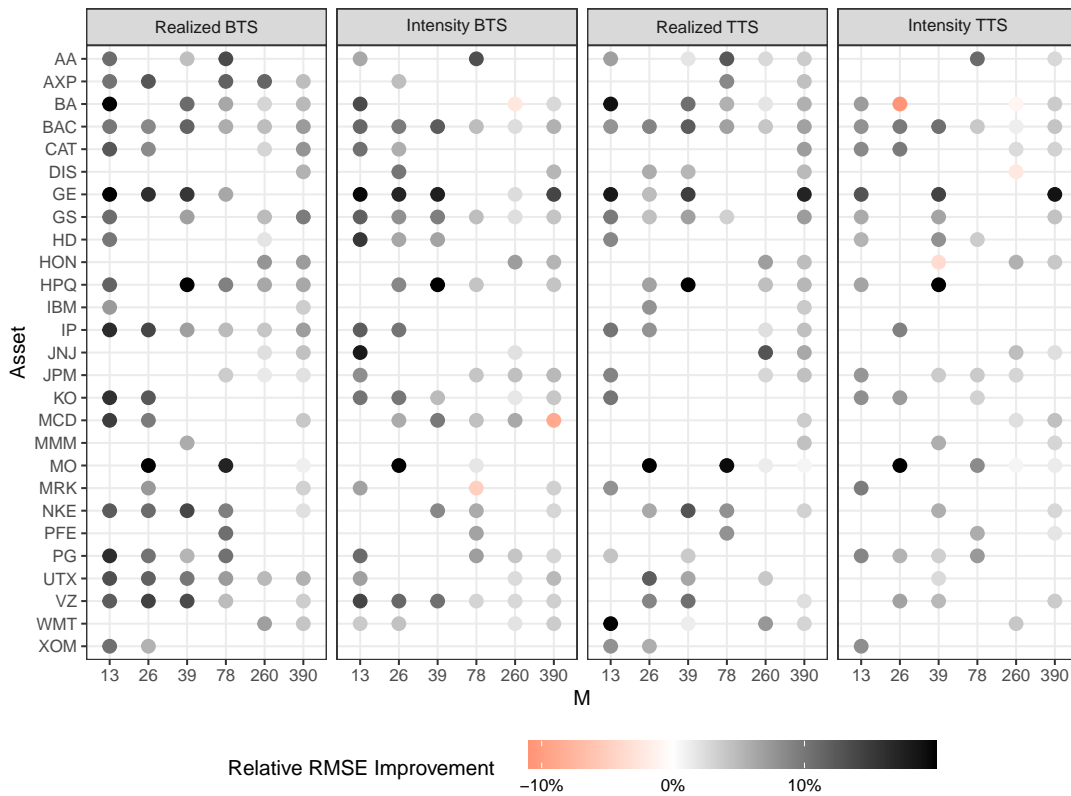 Realized BTS Intensity BTS Realized TTS Intensity TTS
AA
AXP
BA
BAC
CAT
DIS
GE
GS
HD
HON
HPQ
IBM
IP
JNJ
JPM
KO
MCD
MMM
MO
MRK
NKE
PFE
PG
UTX
VZ
WMT
XOM
Asset
13 26 39 78 260 390 13 26 39 78 260 390 13 26 39 78 260 390 13 26 39 78 260 390
M
Relative RMSE Improvement
−10% 0% 10%